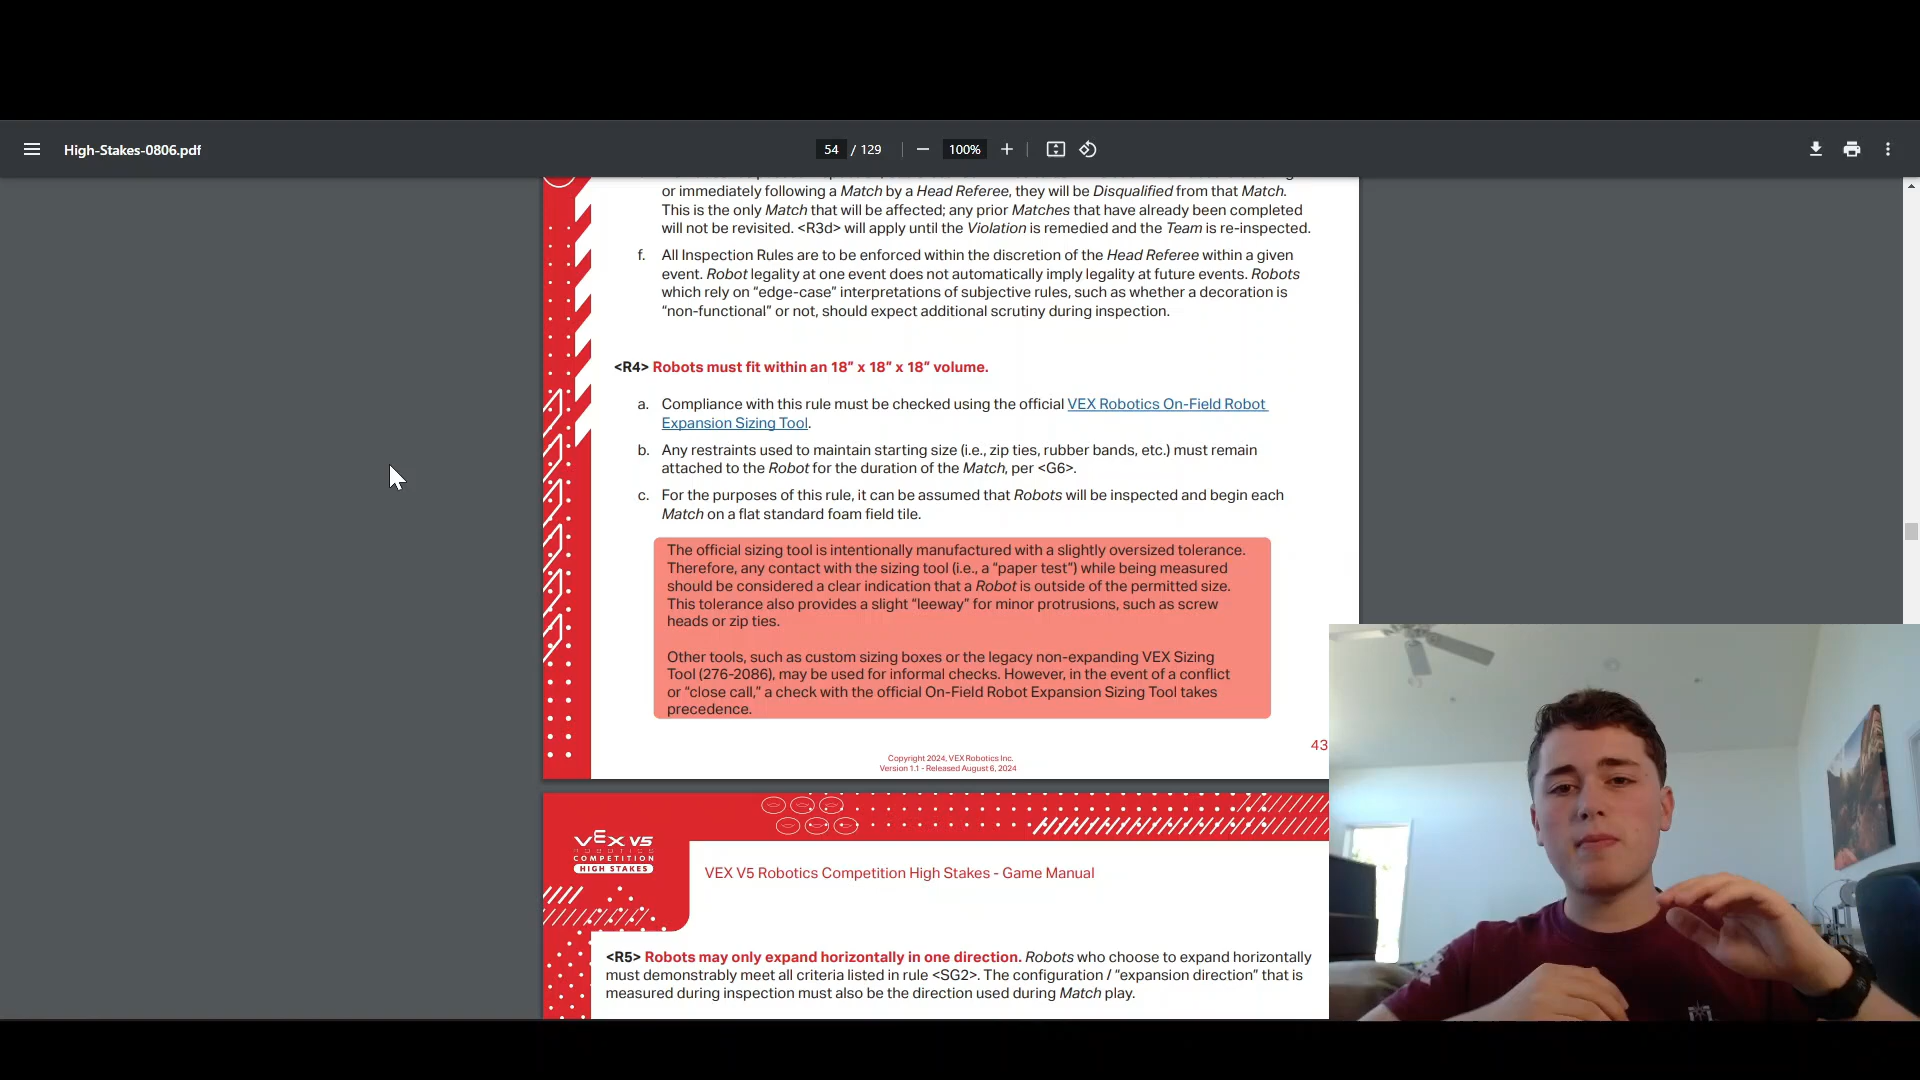 High-Stakes-0806.pdf
54 / 129
100%
or immediately following a Match by a Head Referee, they will be Disqualified from that Match.
This is the only Match that will be affected; any prior Matches that have already been completed
will not be revisited. <R3d> will apply until the Violation is remedied and the Team is re-inspected.
f. All Inspection Rules are to be enforced within the discretion of the Head Referee within a given
event. Robot legality at one event does not automatically imply legality at future events. Robots
which rely on “edge-case” interpretations of subjective rules, such as whether a decoration is
“non-functional” or not, should expect additional scrutiny during inspection.
<R4> Robots must fit within an 18” x 18” x 18” volume.
a. Compliance with this rule must be checked using the official VEX Robotics On-Field Robot
Expansion Sizing Tool.
b. Any restraints used to maintain starting size (i.e., zip ties, rubber bands, etc.) must remain
attached to the Robot for the duration of the Match, per <G6>.
c. For the purposes of this rule, it can be assumed that Robots will be inspected and begin each
Match on a flat standard foam field tile.
The official sizing tool is intentionally manufactured with a slightly oversized tolerance.
Therefore, any contact with the sizing tool (i.e., a “paper test”) while being measured
should be considered a clear indication that a Robot is outside of the permitted size.
This tolerance also provides a slight “leeway” for minor protrusions, such as screw
heads or zip ties.
Other tools, such as custom sizing boxes or the legacy non-expanding VEX Sizing
Tool (276-2086), may be used for informal checks. However, in the event of a conflict
or “close call,” a check with the official On-Field Robot Expansion Sizing Tool takes
precedence.
43
Copyright 2024, VEX Robotics Inc.
Version 1.1 - Released August 6, 2024
VEX V5
ROBOTICS
COMPETITION
HIGH STAKES
VEX V5 Robotics Competition High Stakes - Game Manual
<R5> Robots may only expand horizontally in one direction. Robots who choose to expand horizontally
must demonstrably meet all criteria listed in rule <SG2>. The configuration / “expansion direction” that is
measured during inspection must also be the direction used during Match play.